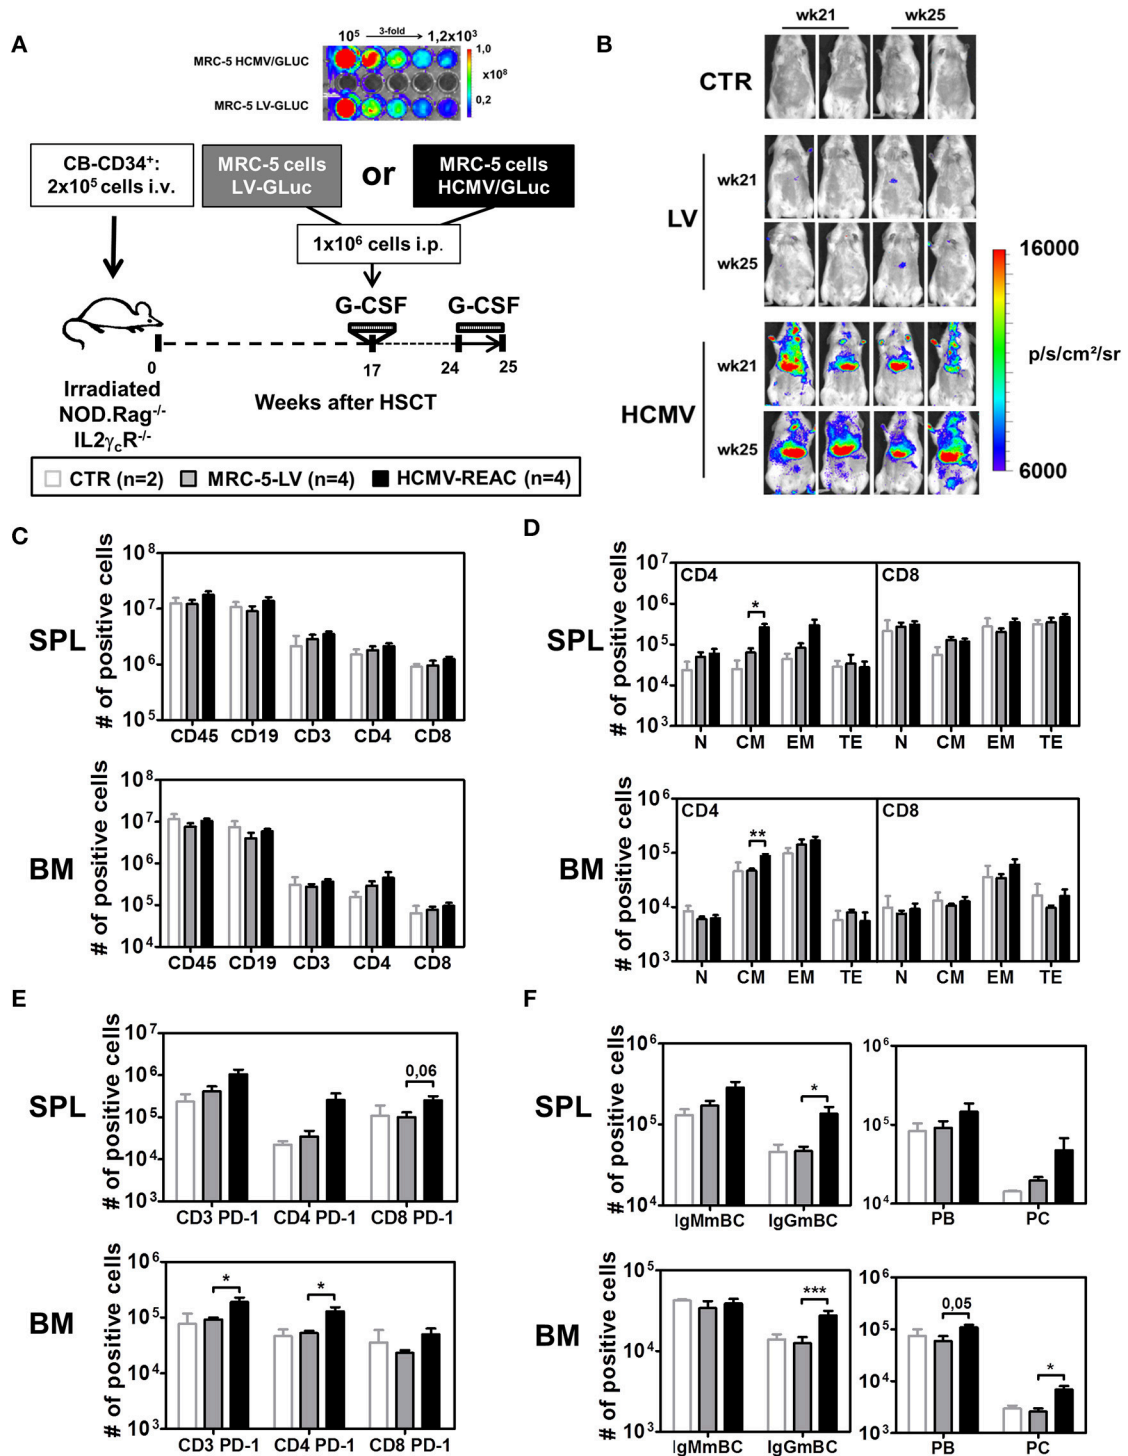 A
10⁵ 3-fold 1,2x10³
MRC-5 HCMV/GLUC
MRC-5 LV-GLUC
1,0
x10⁸
0,2
CB-CD34⁺:
2x10⁵ cells i.v.
MRC-5 cells
LV-GLuc
or
MRC-5 cells
HCMV/GLuc
1x10⁶ cells i.p.
G-CSF G-CSF
0 17 24 25
Irradiated
NOD.Rag⁻/⁻
IL2γcR⁻/⁻
Weeks after HSCT
CTR (n=2) MRC-5-LV (n=4) HCMV-REAC (n=4)
B
wk21 wk25
CTR
LV
wk21
wk25
HCMV
wk21
wk25
16000
p/s/cm²/sr
6000
C
SPL
# of positive cells
10⁸
10⁷
10⁶
10⁵
CD45 CD19 CD3 CD4 CD8
BM
# of positive cells
10⁸
10⁷
10⁶
10⁵
10⁴
CD45 CD19 CD3 CD4 CD8
D
SPL
# of positive cells
10⁷
10⁶
10⁵
10⁴
10³
CD4 CD8
*
N CM EM TE N CM EM TE
BM
# of positive cells
10⁶
10⁵
10⁴
10³
CD4 CD8
**
N CM EM TE N CM EM TE
E
SPL
# of positive cells
10⁷
10⁶
10⁵
10⁴
10³
0,06
CD3 PD-1 CD4 PD-1 CD8 PD-1
BM
# of positive cells
10⁶
10⁵
10⁴
10³
* *
CD3 PD-1 CD4 PD-1 CD8 PD-1
F
SPL
# of positive cells
10⁶
10⁵
10⁴
*
IgMmBC IgGmBC
10⁶
10⁵
10⁴
PB PC
BM
# of positive cells
10⁵
10⁴
10³
***
IgMmBC IgGmBC
10⁶
10⁵
10⁴
10³
0,05
*
PB PC